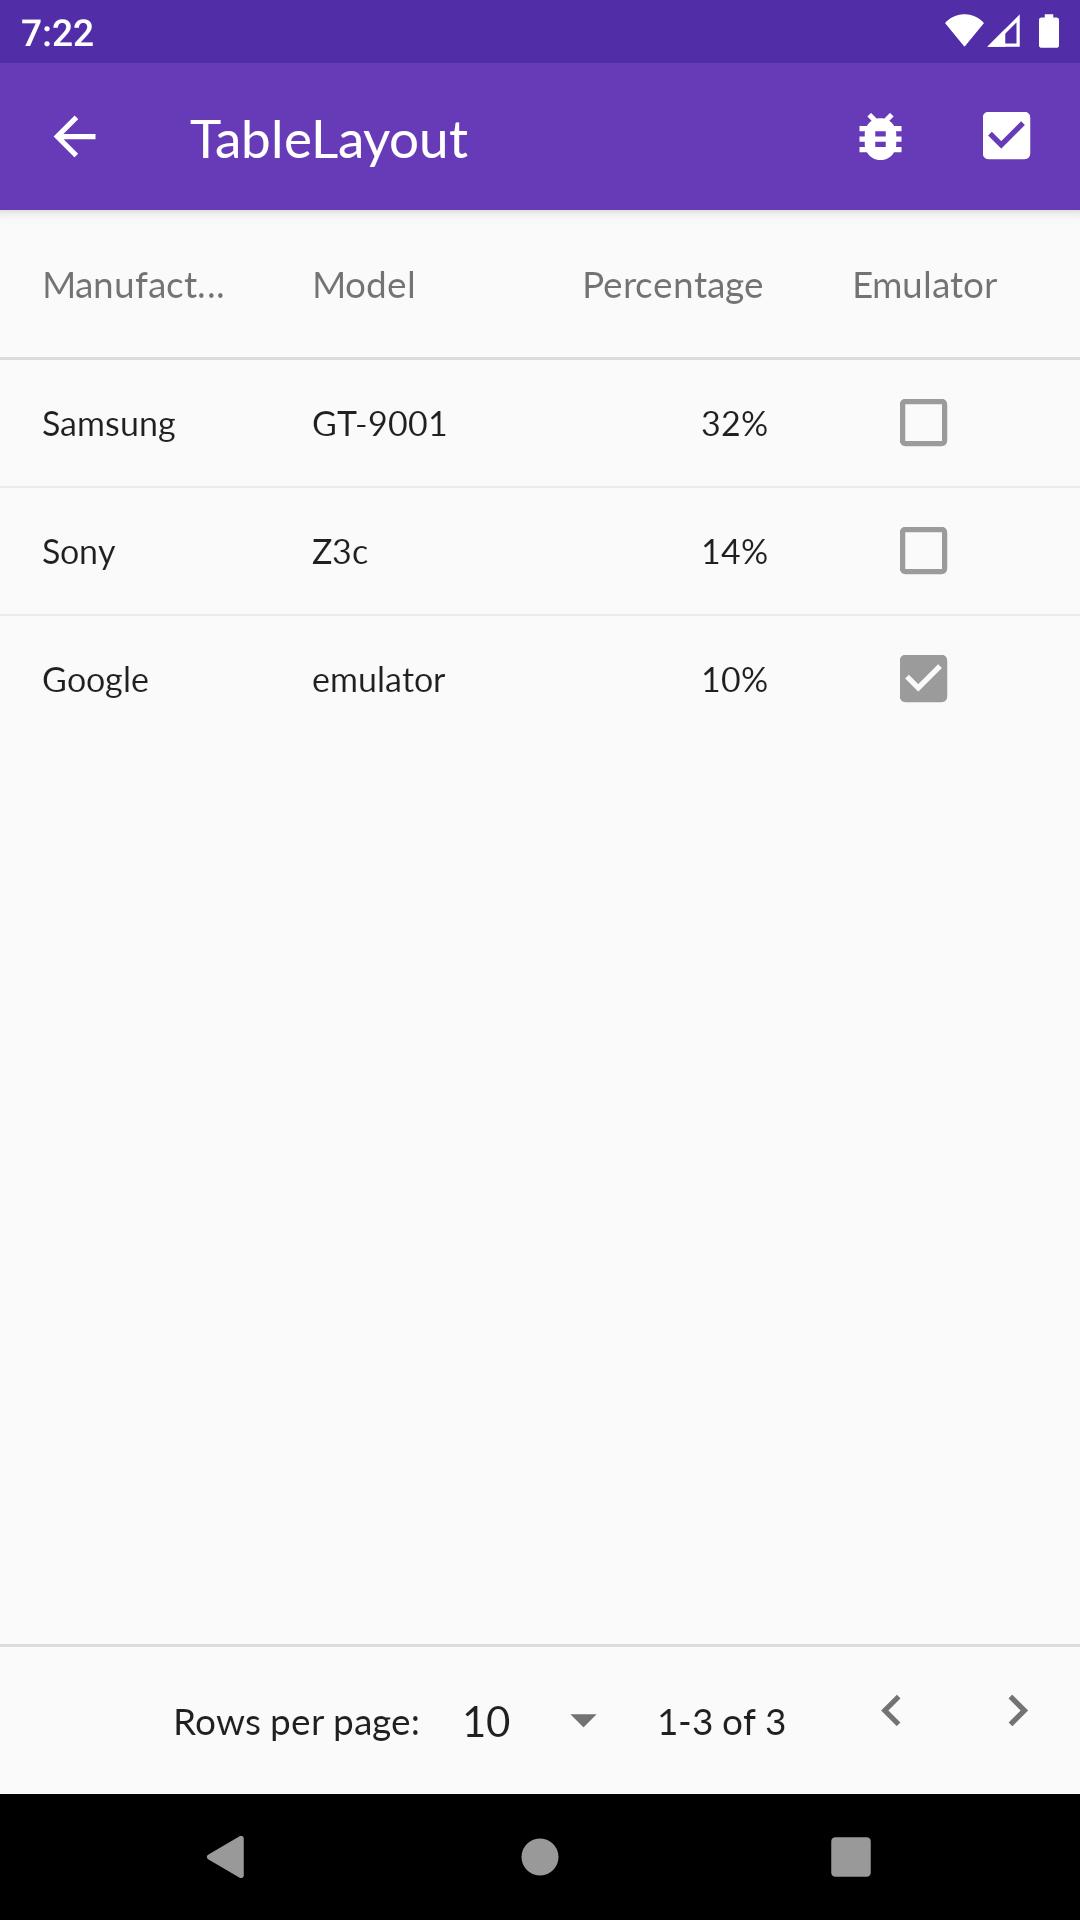 7:22
TableLayout
Manufact... Model Percentage Emulator
Samsung GT-9001 32%
Sony Z3c 14%
Google emulator 10%
Rows per page: 10 1-3 of 3